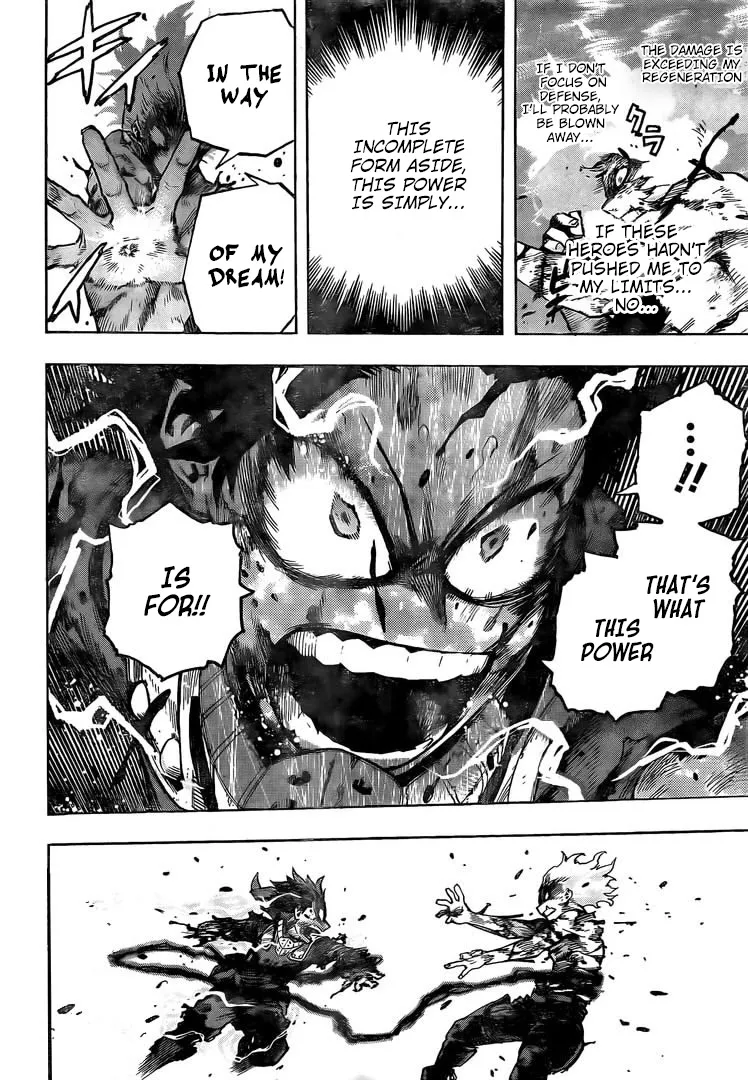 THE DAMAGE IS
EXCEEDING MY
REGENERATION
IF I DON'T
FOCUS ON
DEFENSE,
I'LL PROBABLY
BE BLOWN
AWAY...
クラ
IF THESE
HEROES HADN'T
PUSHED ME TO
MY LIMITS...
NO...
THIS
INCOMPLETE
FORM ASIDE,
THIS POWER
IS SIMPLY...
IN THE
WAY
OF MY
DREAM!
...!!
THAT'S
WHAT
THIS
POWER
IS
FOR!!